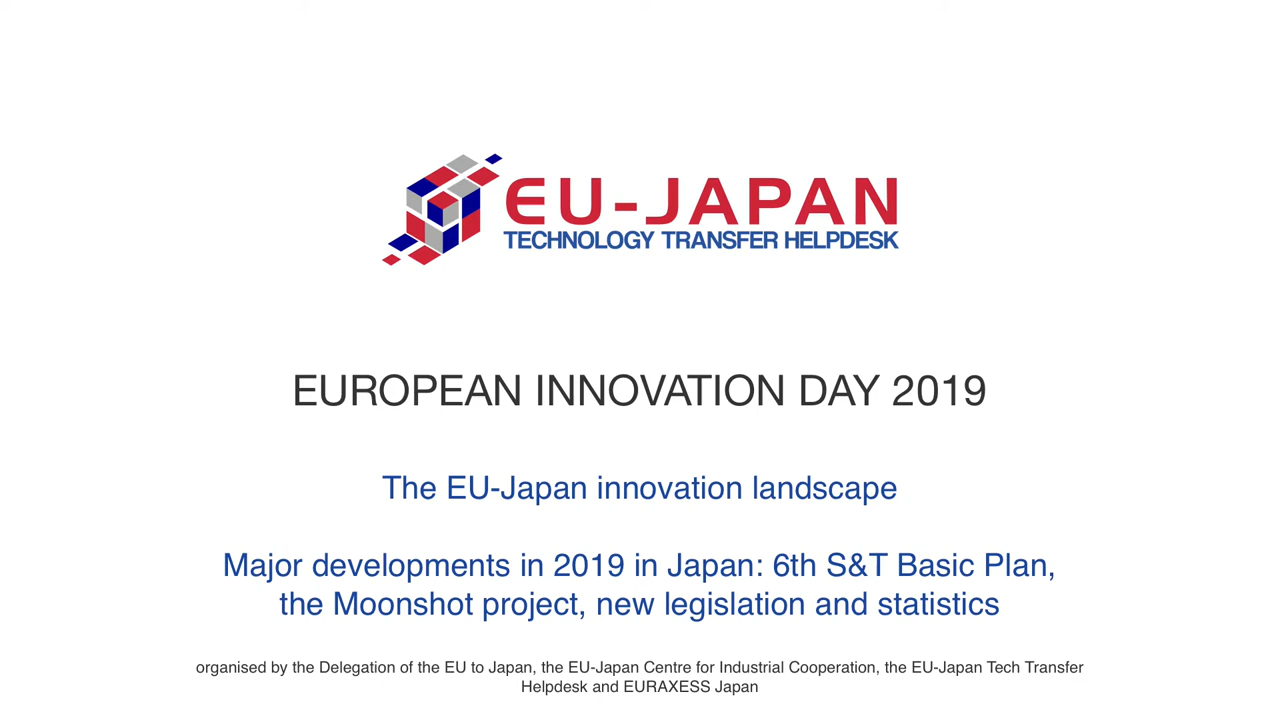 EU-JAPAN
TECHNOLOGY TRANSFER HELPDESK
EUROPEAN INNOVATION DAY 2019
The EU-Japan innovation landscape
Major developments in 2019 in Japan: 6th S&T Basic Plan,
the Moonshot project, new legislation and statistics
organised by the Delegation of the EU to Japan, the EU-Japan Centre for Industrial Cooperation, the EU-Japan Tech Transfer
Helpdesk and EURAXESS Japan